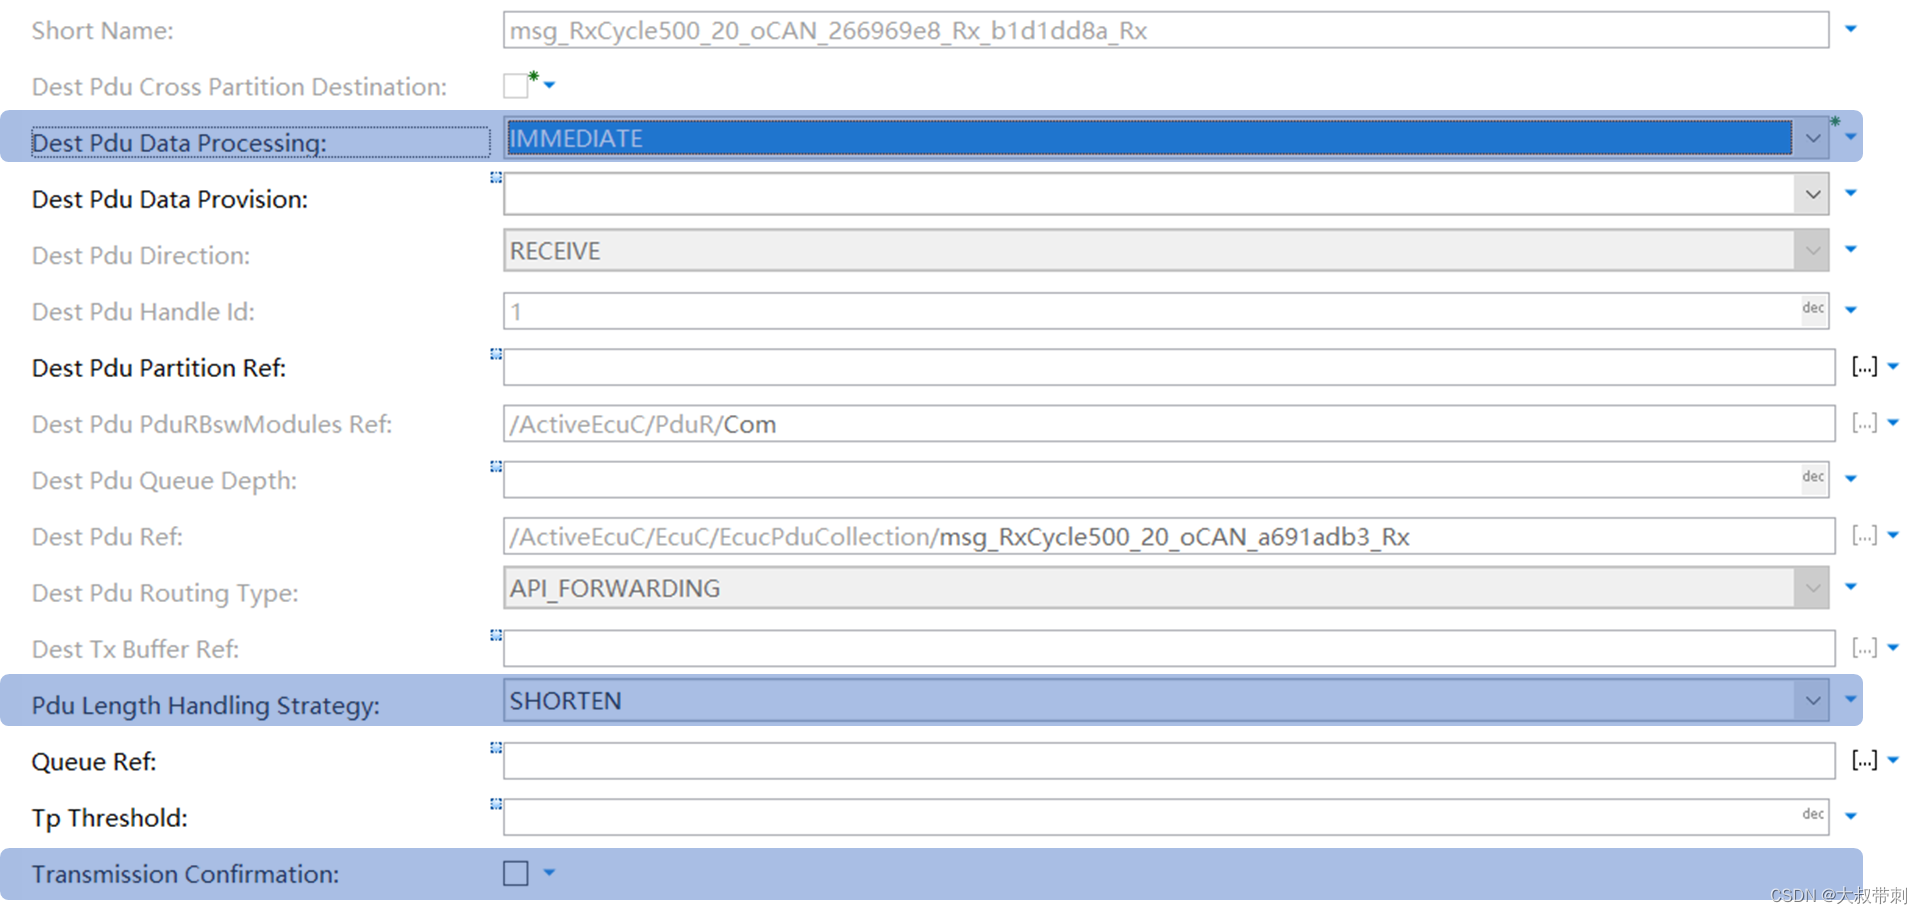 Short Name: msg_RxCycle500_20_oCAN_266969e8_Rx_b1d1dd8a_Rx
Dest Pdu Cross Partition Destination:
Dest Pdu Data Processing: IMMEDIATE
Dest Pdu Data Provision:
Dest Pdu Direction: RECEIVE
Dest Pdu Handle Id: 1 dec
Dest Pdu Partition Ref: [...]
Dest Pdu PduRBswModules Ref: /ActiveEcuC/PduR/Com [...]
Dest Pdu Queue Depth: dec
Dest Pdu Ref: /ActiveEcuC/EcuC/EcucPduCollection/msg_RxCycle500_20_oCAN_a691adb3_Rx [...]
Dest Pdu Routing Type: API_FORWARDING
Dest Tx Buffer Ref: [...]
Pdu Length Handling Strategy: SHORTEN
Queue Ref: [...]
Tp Threshold: dec
Transmission Confirmation:
CSDN @大叔带刺